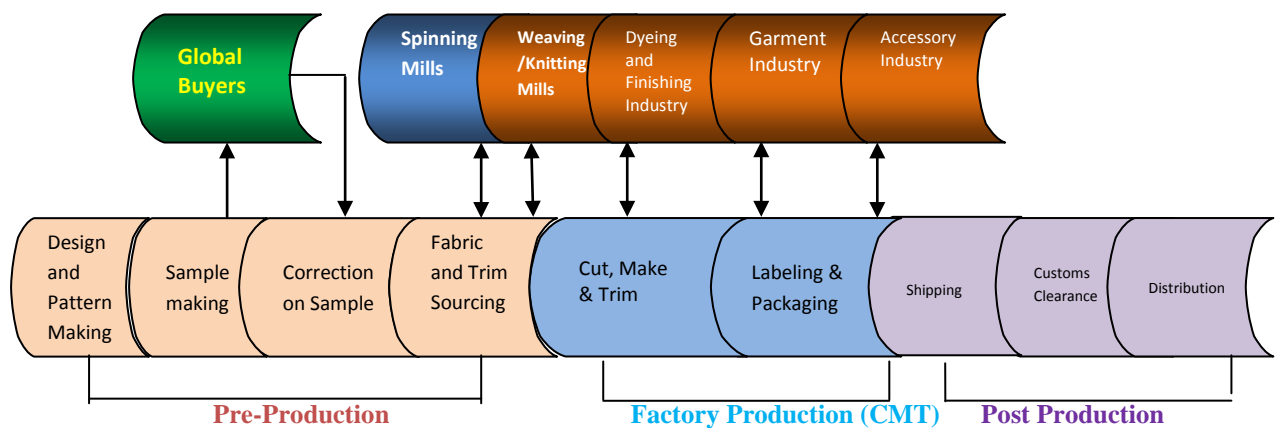 Global
Buyers
Spinning
Mills
Weaving
/Knitting
Mills
Dyeing
and
Finishing
Industry
Garment
Industry
Accessory
Industry
Design
and
Pattern
Making
Sample
making
Correction
on Sample
Fabric
and Trim
Sourcing
Cut, Make
& Trim
Labeling &
Packaging
Shipping
Customs
Clearance
Distribution
Pre-Production
Factory Production (CMT)
Post Production